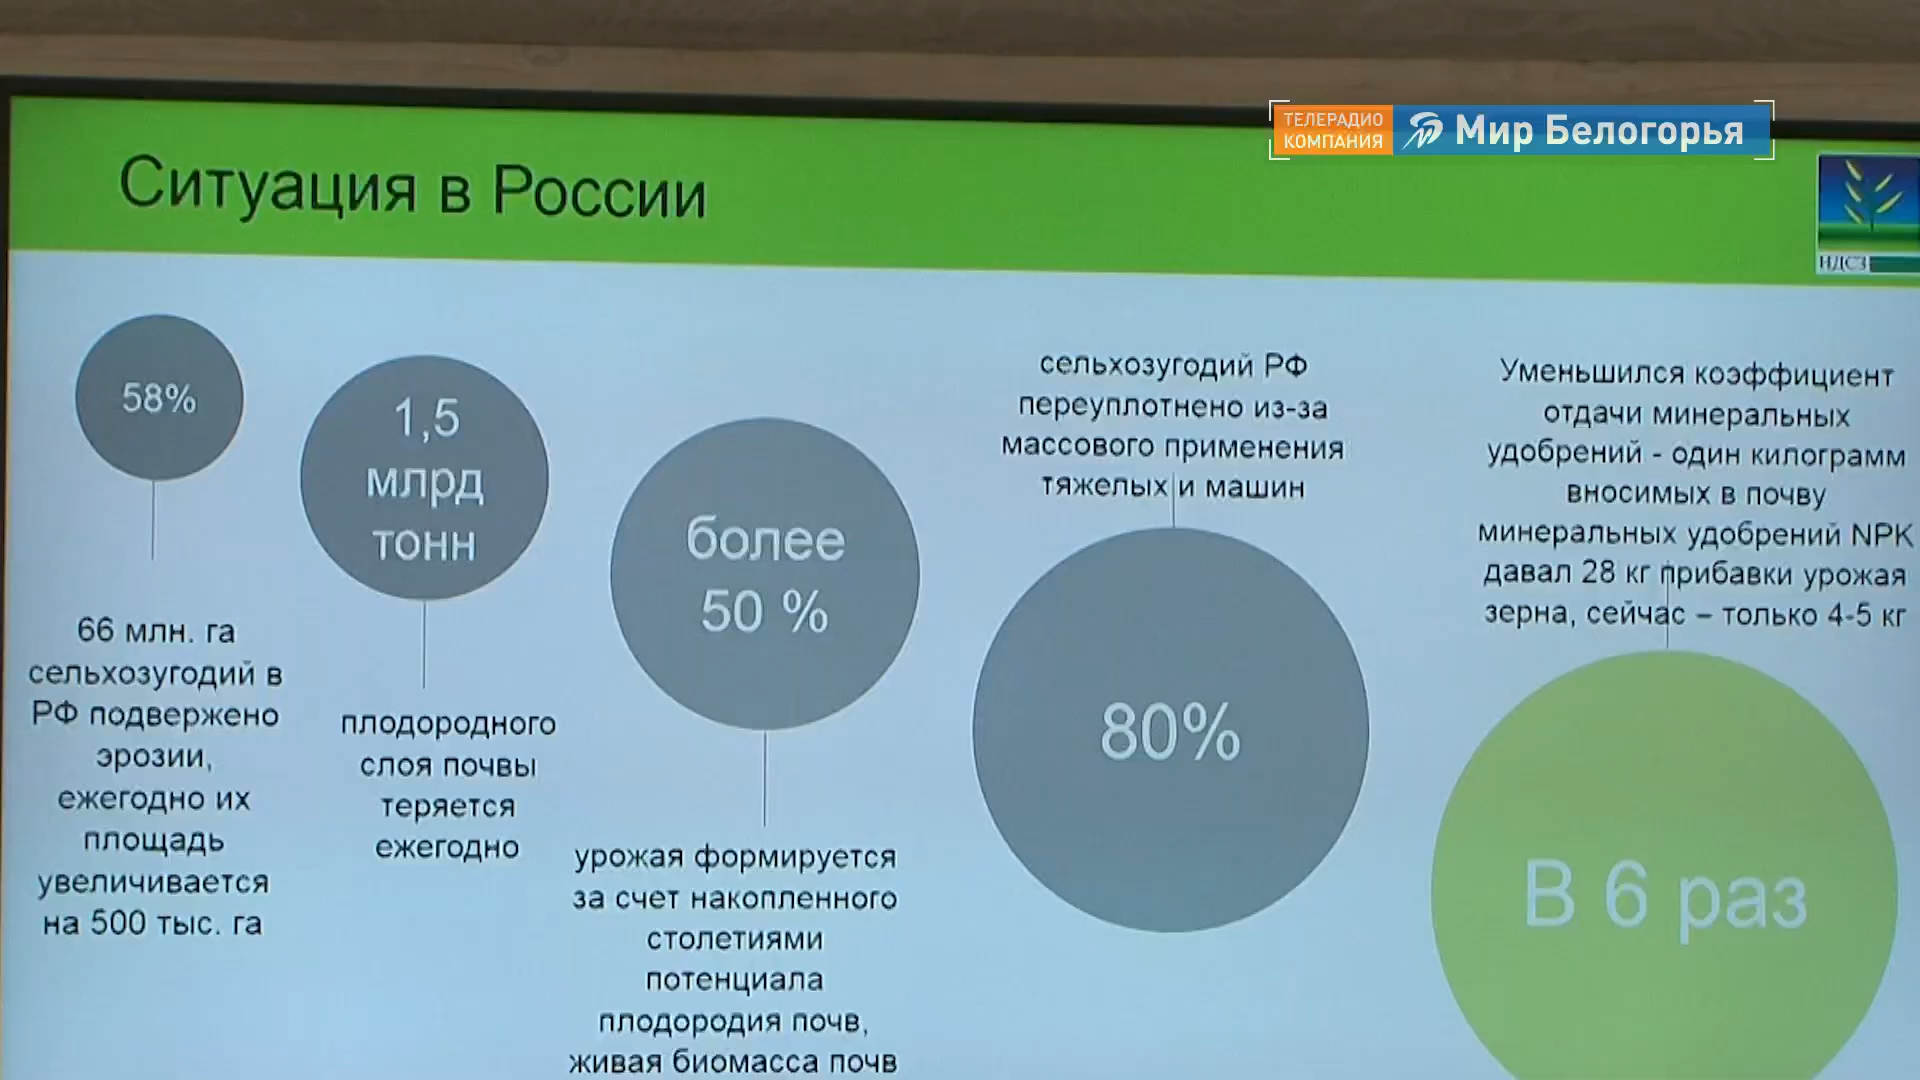 ТЕЛЕРАДИО
КОМПАНИЯ
Мир Белогорья
Ситуация в России
НДСЗ
58%
66 млн. га
сельхозугодий в
РФ подвержено
эрозии,
ежегодно их
площадь
увеличивается
на 500 тыс. га
1,5
млрд
тонн
плодородного
слоя почвы
теряется
ежегодно
более
50 %
урожая формируется
за счет накопленного
столетиями
потенциала
плодородия почв,
живая биомасса почв
сельхозугодий РФ
переуплотнено из-за
массового применения
тяжелых и машин
80%
Уменьшился коэффициент
отдачи минеральных
удобрений - один килограмм
вносимых в почву
минеральных удобрений NPK
давал 28 кг прибавки урожая
зерна, сейчас – только 4-5 кг
В 6 раз